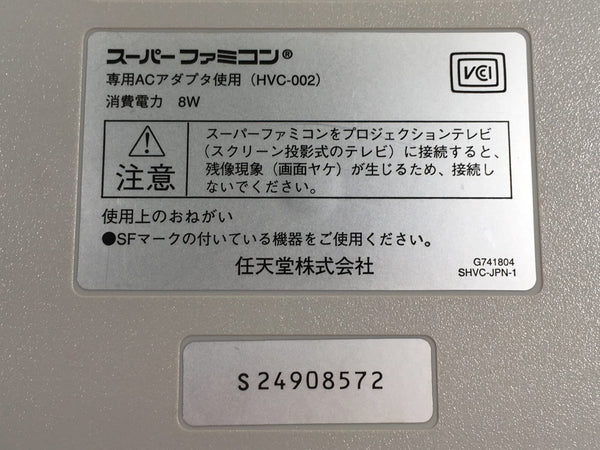 スーパーファミコン®
専用ACアダプタ使用（HVC-002）
消費電力　8W
VCI
注意
スーパーファミコンをプロジェクションテレビ
（スクリーン投影式のテレビ）に接続すると、
残像現象（画面ヤケ）が生じるため、接続し
ないでください。
使用上のおねがい
●SFマークの付いている機器をご使用ください。
任天堂株式会社
G741804
SHVC-JPN-1
S24908572